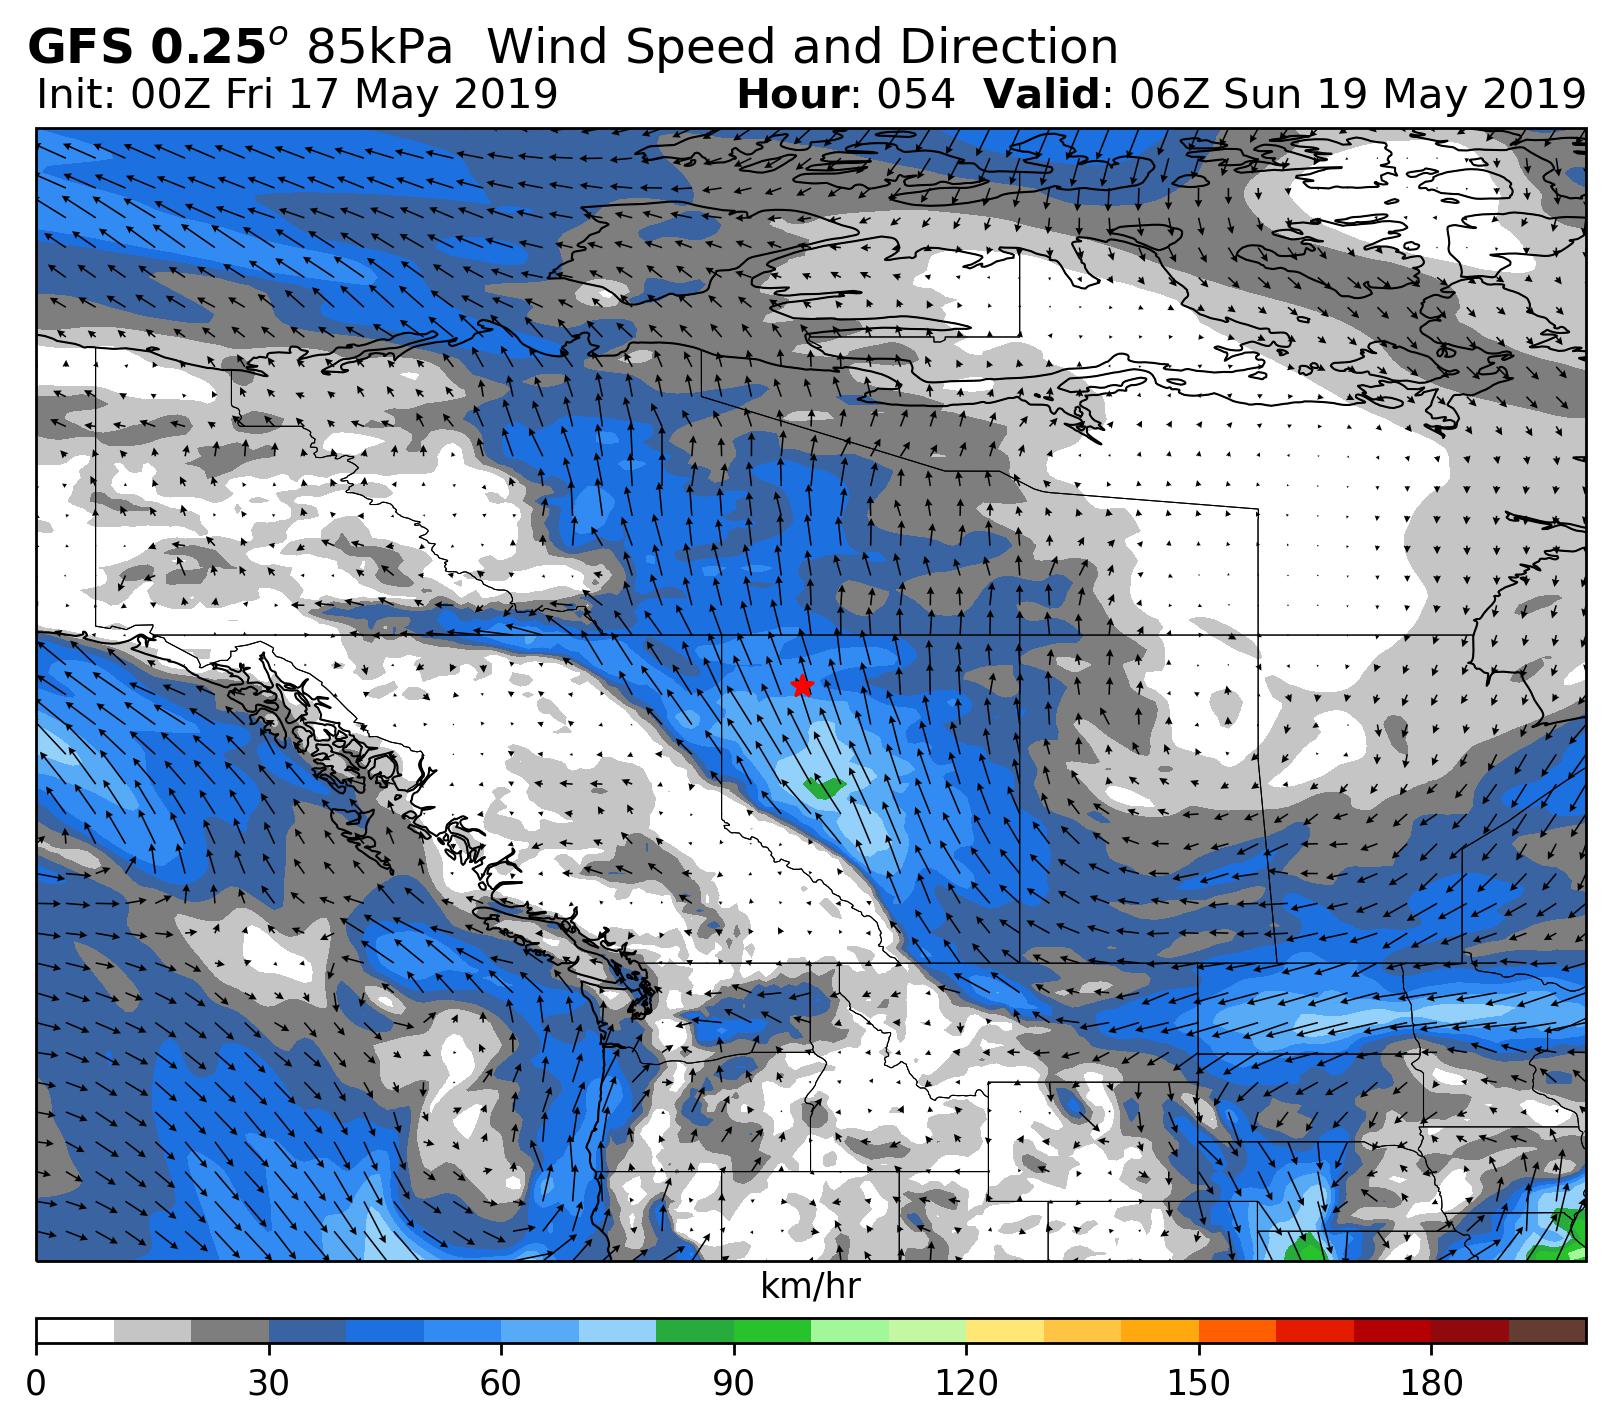 GFS 0.25° 85kPa Wind Speed and Direction
Init: 00Z Fri 17 May 2019 Hour: 054 Valid: 06Z Sun 19 May 2019
km/hr
0 30 60 90 120 150 180